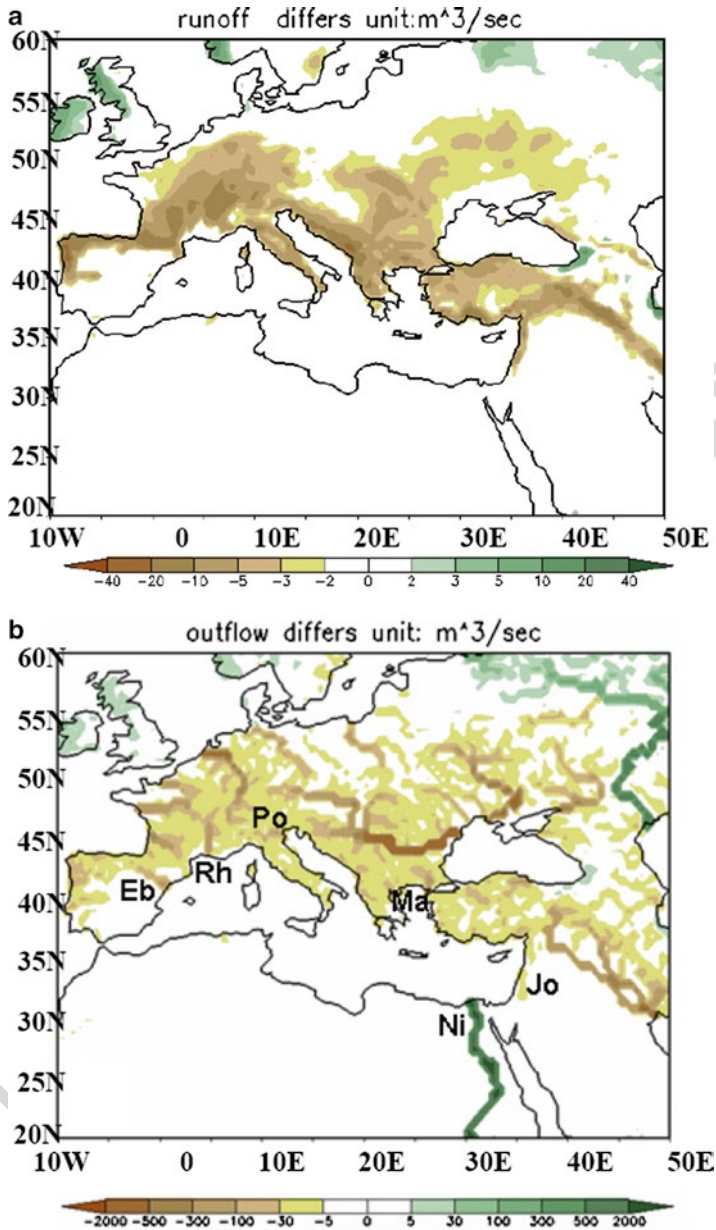 a
runoff differs unit:m^3/sec
60N
55N
50N
45N
40N
35N
30N
25N
20N
10W 0 10E 20E 30E 40E 50E
-40 -20 -10 -5 -3 -2 0 2 3 5 10 20 40
b
outflow differs unit: m^3/sec
60N
55N
50N
45N
40N
35N
30N
25N
20N
Po
Eb
Rh
Ma
Jo
Ni
10W 0 10E 20E 30E 40E 50E
-2000 -500 -300 -100 -30 -5 0 5 30 100 300 500 2000